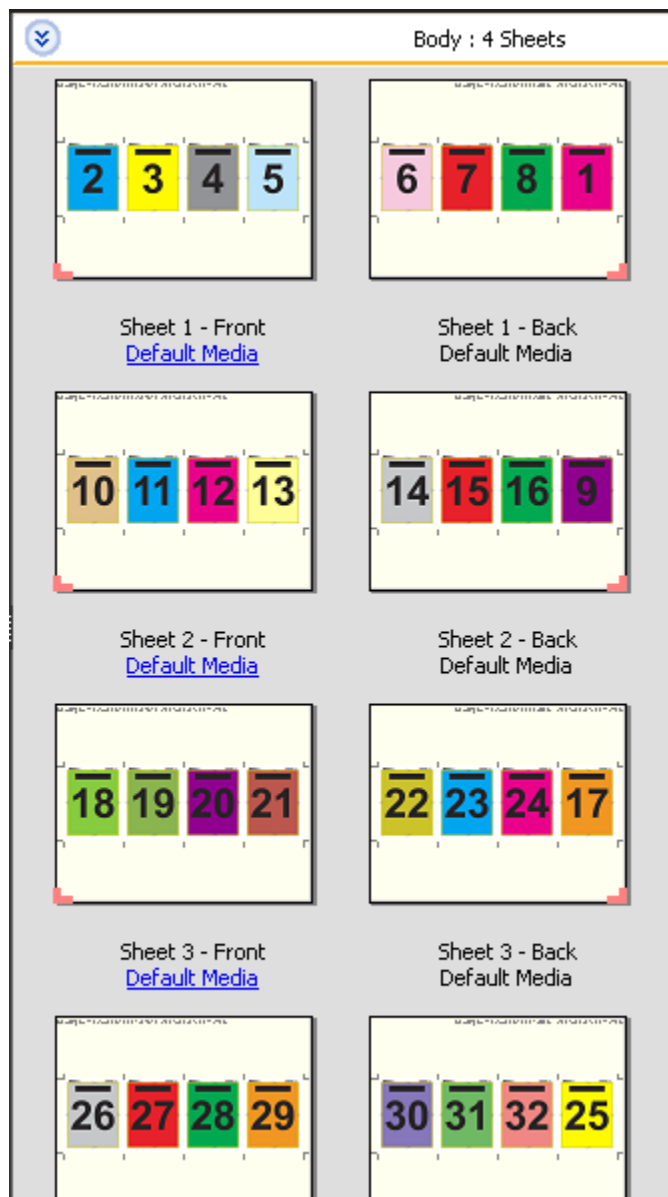 Body : 4 Sheets
2 3 4 5
6 7 8 1
Sheet 1 - Front
Default Media
Sheet 1 - Back
Default Media
10 11 12 13
14 15 16 9
Sheet 2 - Front
Default Media
Sheet 2 - Back
Default Media
18 19 20 21
22 23 24 17
Sheet 3 - Front
Default Media
Sheet 3 - Back
Default Media
26 27 28 29
30 31 32 25